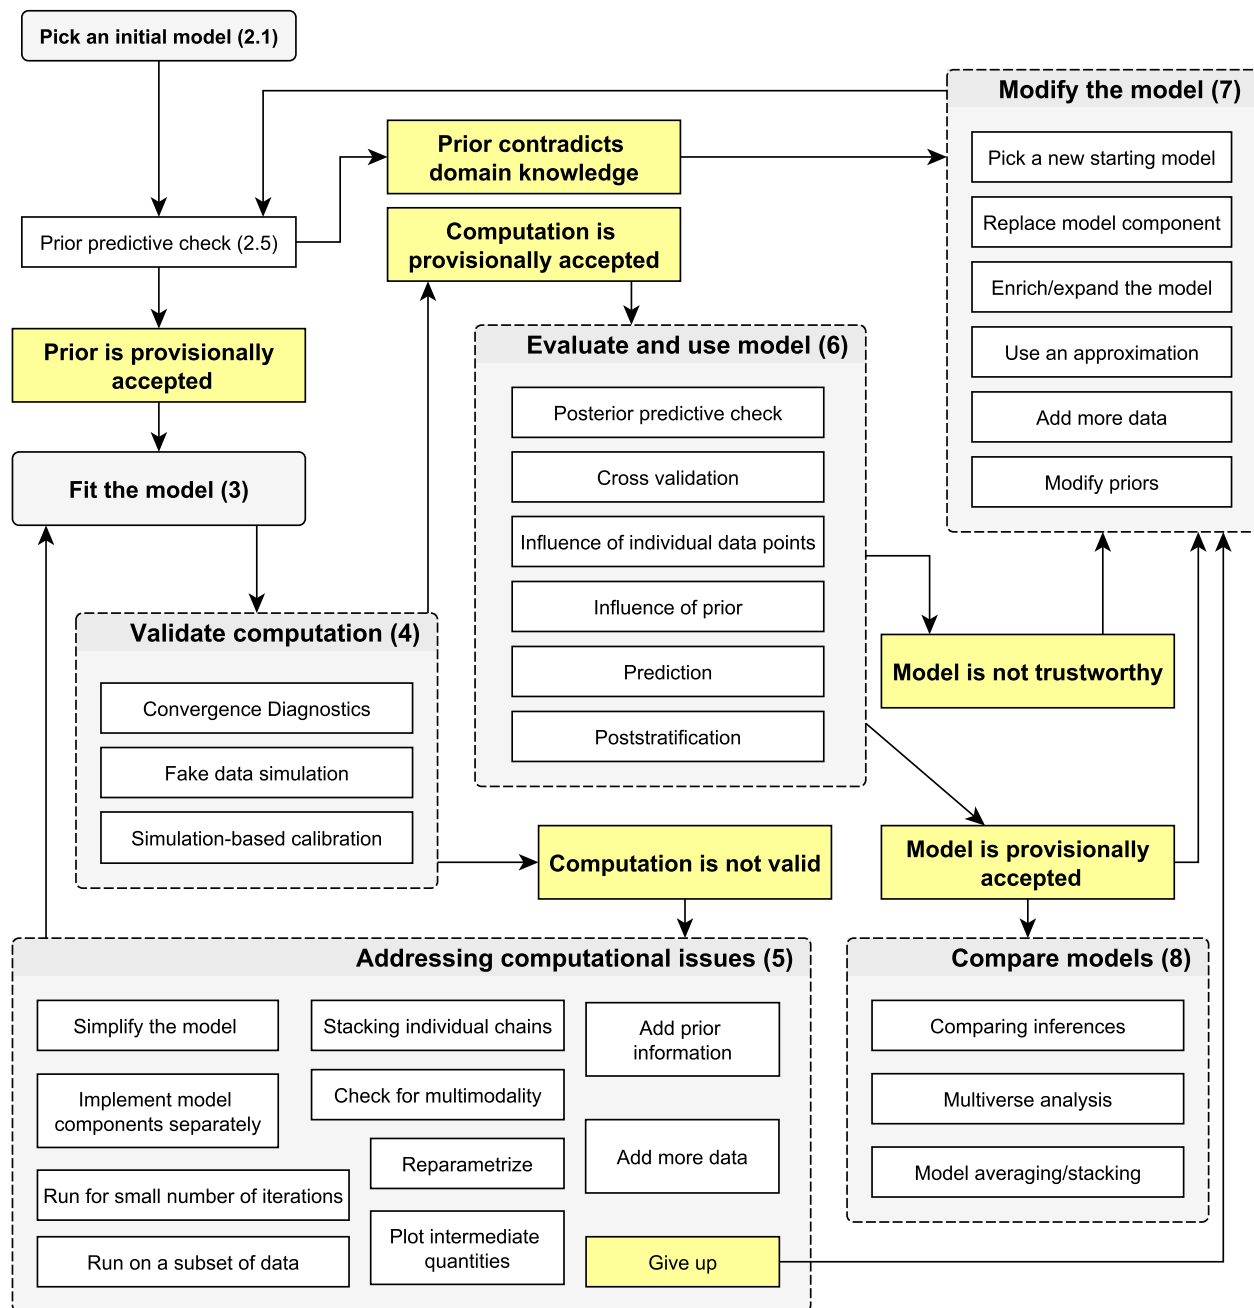 Pick an initial model (2.1)
Modify the model (7)
Pick a new starting model
Replace model component
Enrich/expand the model
Use an approximation
Add more data
Modify priors
Prior contradicts
domain knowledge
Prior predictive check (2.5)
Computation is
provisionally accepted
Prior is provisionally
accepted
Fit the model (3)
Evaluate and use model (6)
Posterior predictive check
Cross validation
Influence of individual data points
Influence of prior
Prediction
Poststratification
Validate computation (4)
Convergence Diagnostics
Fake data simulation
Simulation-based calibration
Model is not trustworthy
Computation is not valid
Model is provisionally
accepted
Addressing computational issues (5)
Simplify the model
Implement model
components separately
Run for small number of iterations
Run on a subset of data
Stacking individual chains
Check for multimodality
Reparametrize
Plot intermediate
quantities
Add prior
information
Add more data
Give up
Compare models (8)
Comparing inferences
Multiverse analysis
Model averaging/stacking